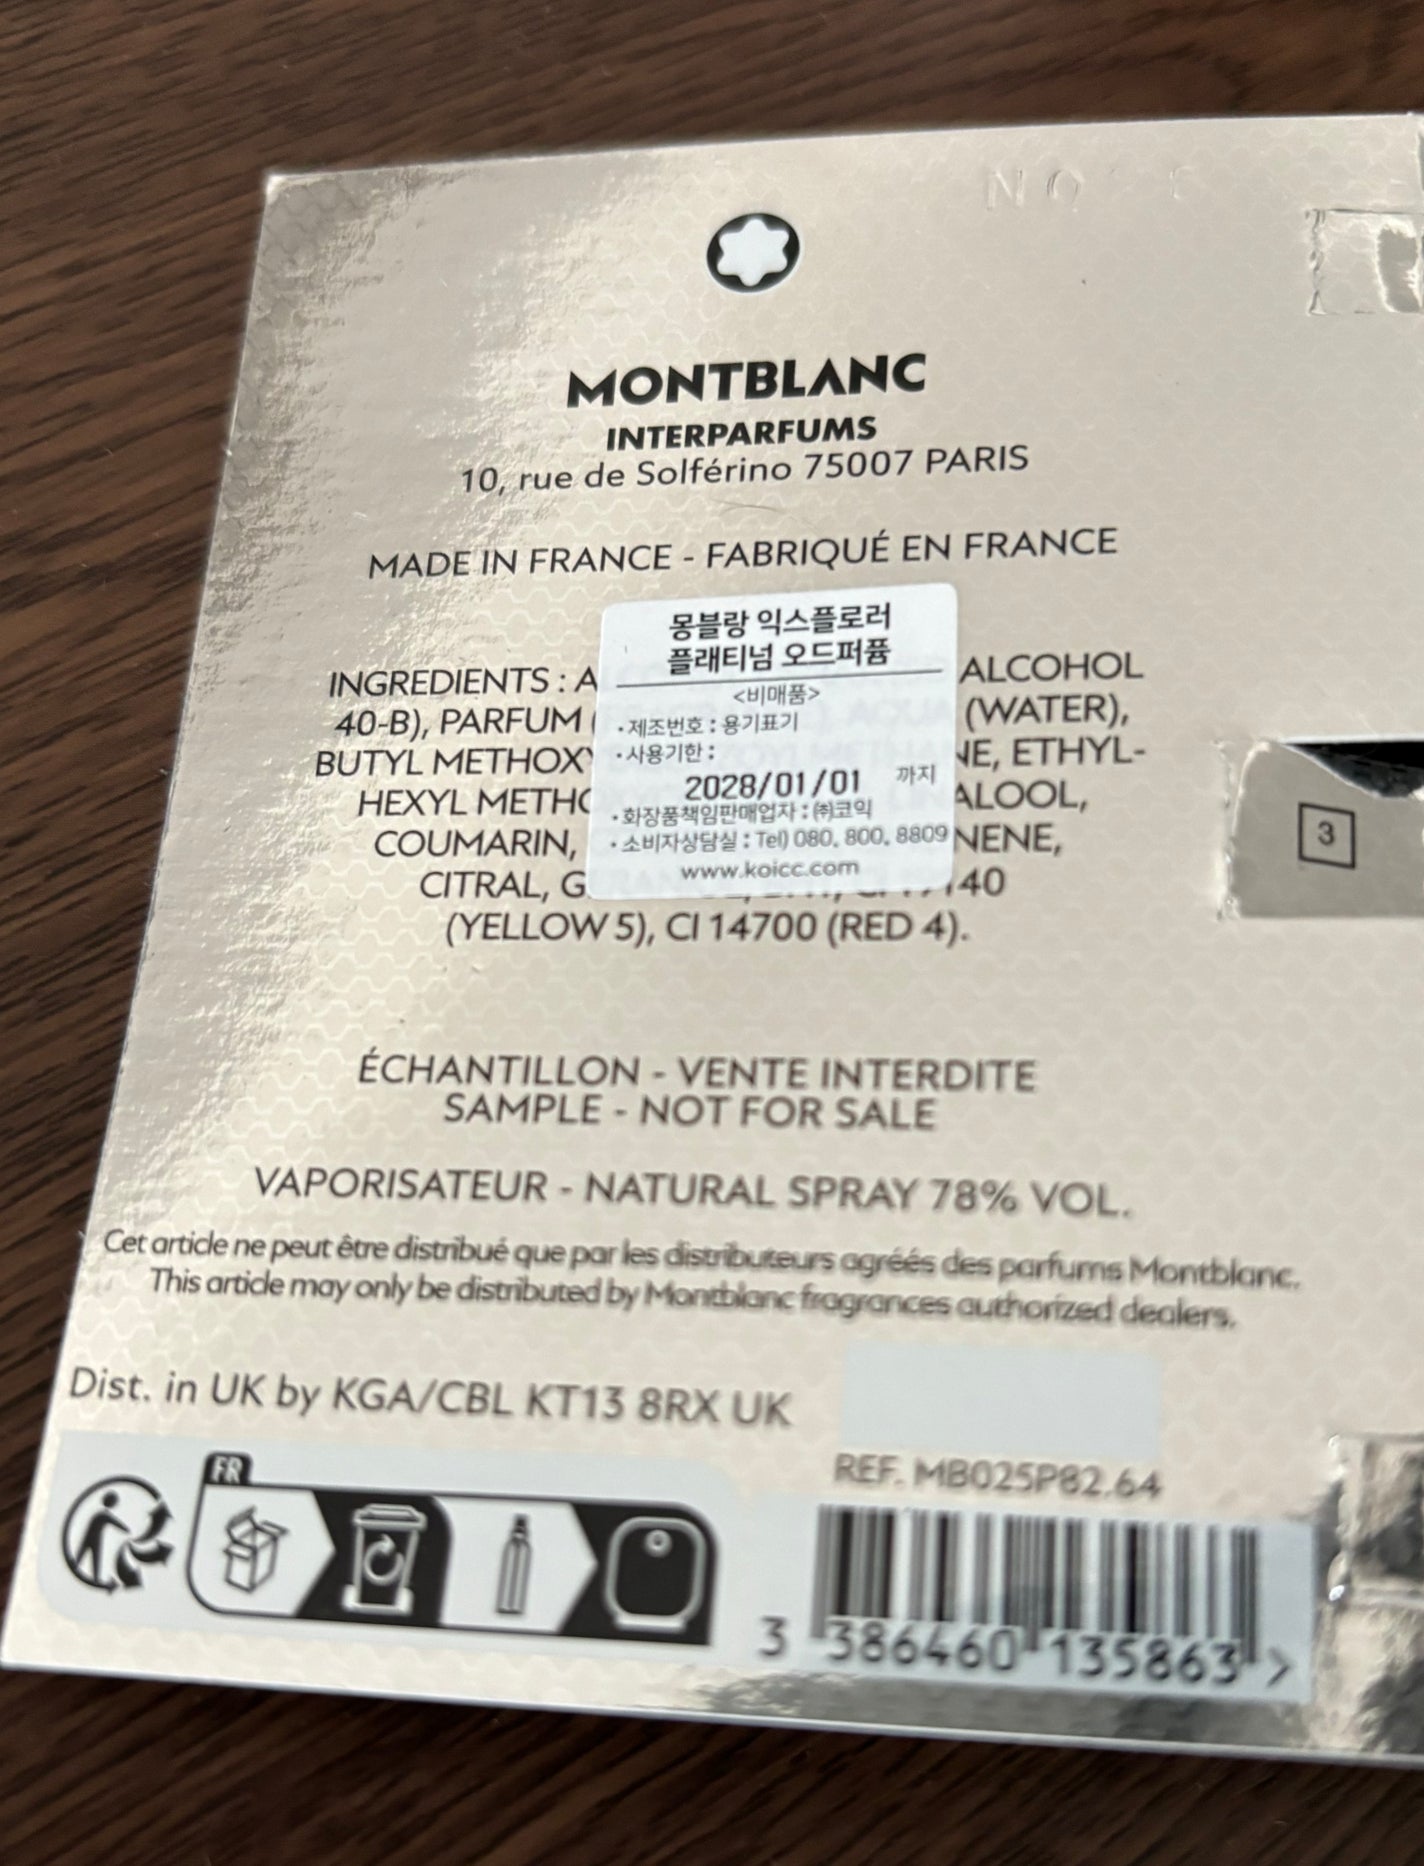 MONTBLANC
INTERPARFUMS
10, rue de Solférino 75007 PARIS
MADE IN FRANCE - FABRIQUÉ EN FRANCE
몽블랑 익스플로러
플래티넘 오드퍼퓸
<비매품>
·제조번호 : 용기표기
·사용기한 :
2028/01/01 까지
·화장품책임판매업자 : ㈜코익
·소비자상담실 : Tel) 080. 800. 8809
www.koicc.com
INGREDIENTS : A ALCOHOL
40-B), PARFUM ( (WATER),
BUTYL METHOXY NE, ETHYL-
HEXYL METHO ALOOL,
COUMARIN, NENE,
CITRAL, G 140
(YELLOW 5), CI 14700 (RED 4).
3
ÉCHANTILLON - VENTE INTERDITE
SAMPLE - NOT FOR SALE
VAPORISATEUR - NATURAL SPRAY 78% VOL.
Cet article ne peut être distribué que par les distributeurs agréés des parfums Montblanc.
This article may only be distributed by Montblanc fragrances authorized dealers.
Dist. in UK by KGA/CBL KT13 8RX UK
REF. MB025P82.64
FR
3 386460 135863 >